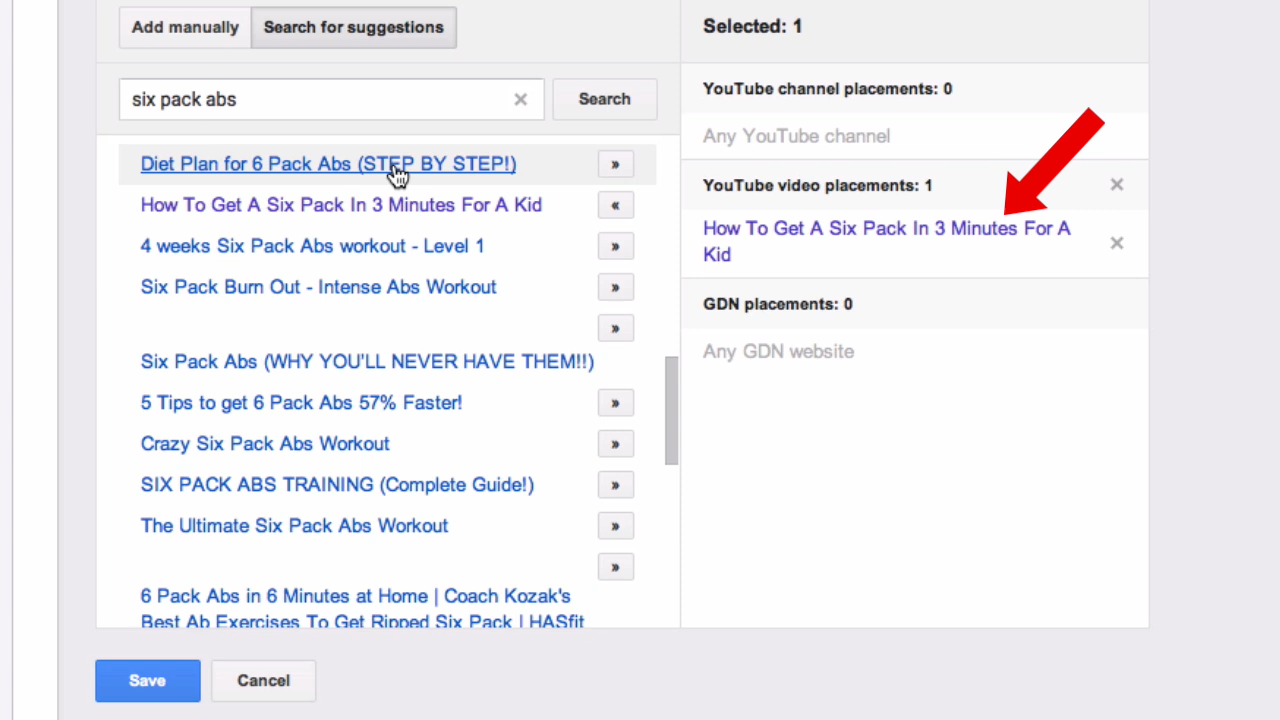 Add manually
Search for suggestions
six pack abs
×
Search
Diet Plan for 6 Pack Abs (STEP BY STEP!)
»
How To Get A Six Pack In 3 Minutes For A Kid
«
4 weeks Six Pack Abs workout - Level 1
»
Six Pack Burn Out - Intense Abs Workout
»
»
Six Pack Abs (WHY YOU'LL NEVER HAVE THEM!!)
5 Tips to get 6 Pack Abs 57% Faster!
»
Crazy Six Pack Abs Workout
»
SIX PACK ABS TRAINING (Complete Guide!)
»
The Ultimate Six Pack Abs Workout
»
»
6 Pack Abs in 6 Minutes at Home | Coach Kozak's
Best Ab Exercises To Get Ripped Six Pack | HASfit
Save
Cancel
Selected: 1
YouTube channel placements: 0
Any YouTube channel
YouTube video placements: 1
×
How To Get A Six Pack In 3 Minutes For A
Kid
×
GDN placements: 0
Any GDN website